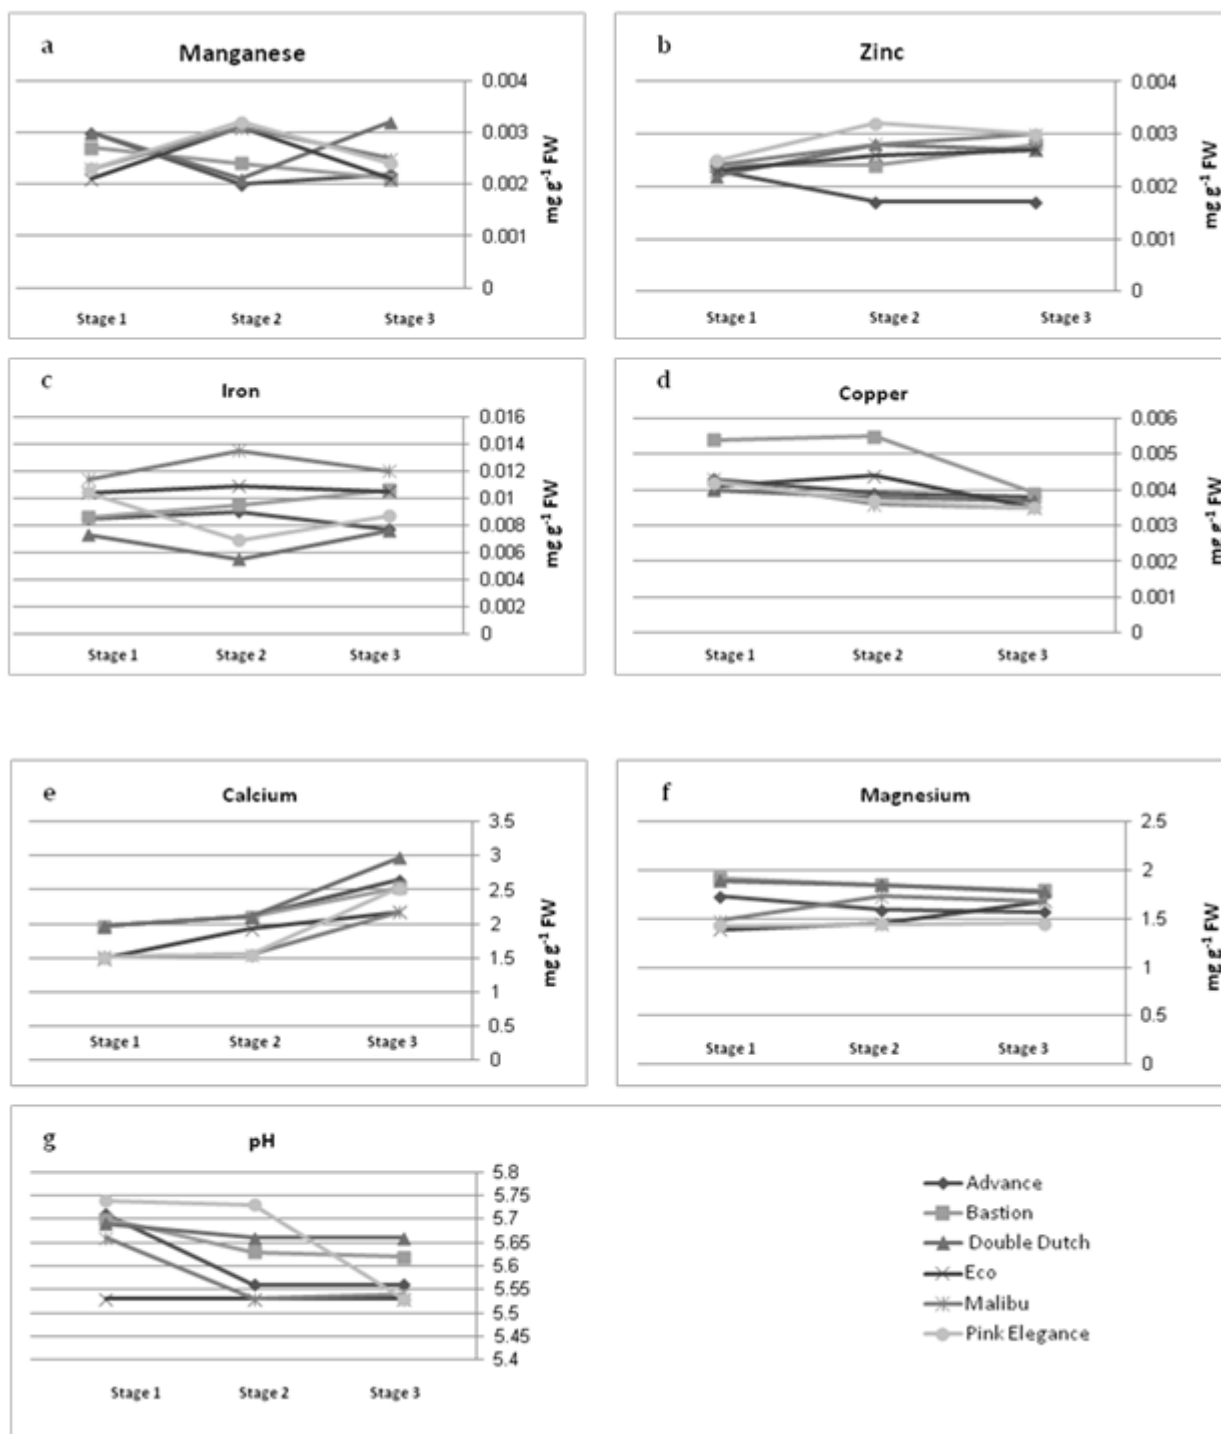 a
Manganese
0.004
0.003
0.002
0.001
0
mg g-1 FW
Stage 1 Stage 2 Stage 3
b
Zinc
0.004
0.003
0.002
0.001
0
mg g-1 FW
Stage 1 Stage 2 Stage 3
c
Iron
0.016
0.014
0.012
0.01
0.008
0.006
0.004
0.002
0
mg g-1 FW
Stage 1 Stage 2 Stage 3
d
Copper
0.006
0.005
0.004
0.003
0.002
0.001
0
mg g-1 FW
Stage 1 Stage 2 Stage 3
e
Calcium
3.5
3
2.5
2
1.5
1
0.5
0
mg g-1 FW
Stage 1 Stage 2 Stage 3
f
Magnesium
2.5
2
1.5
1
0.5
0
mg g-1 FW
Stage 1 Stage 2 Stage 3
g
pH
5.8
5.75
5.7
5.65
5.6
5.55
5.5
5.45
5.4
Stage 1 Stage 2 Stage 3
Advance
Bastion
Double Dutch
Eco
Malibu
Pink Elegance